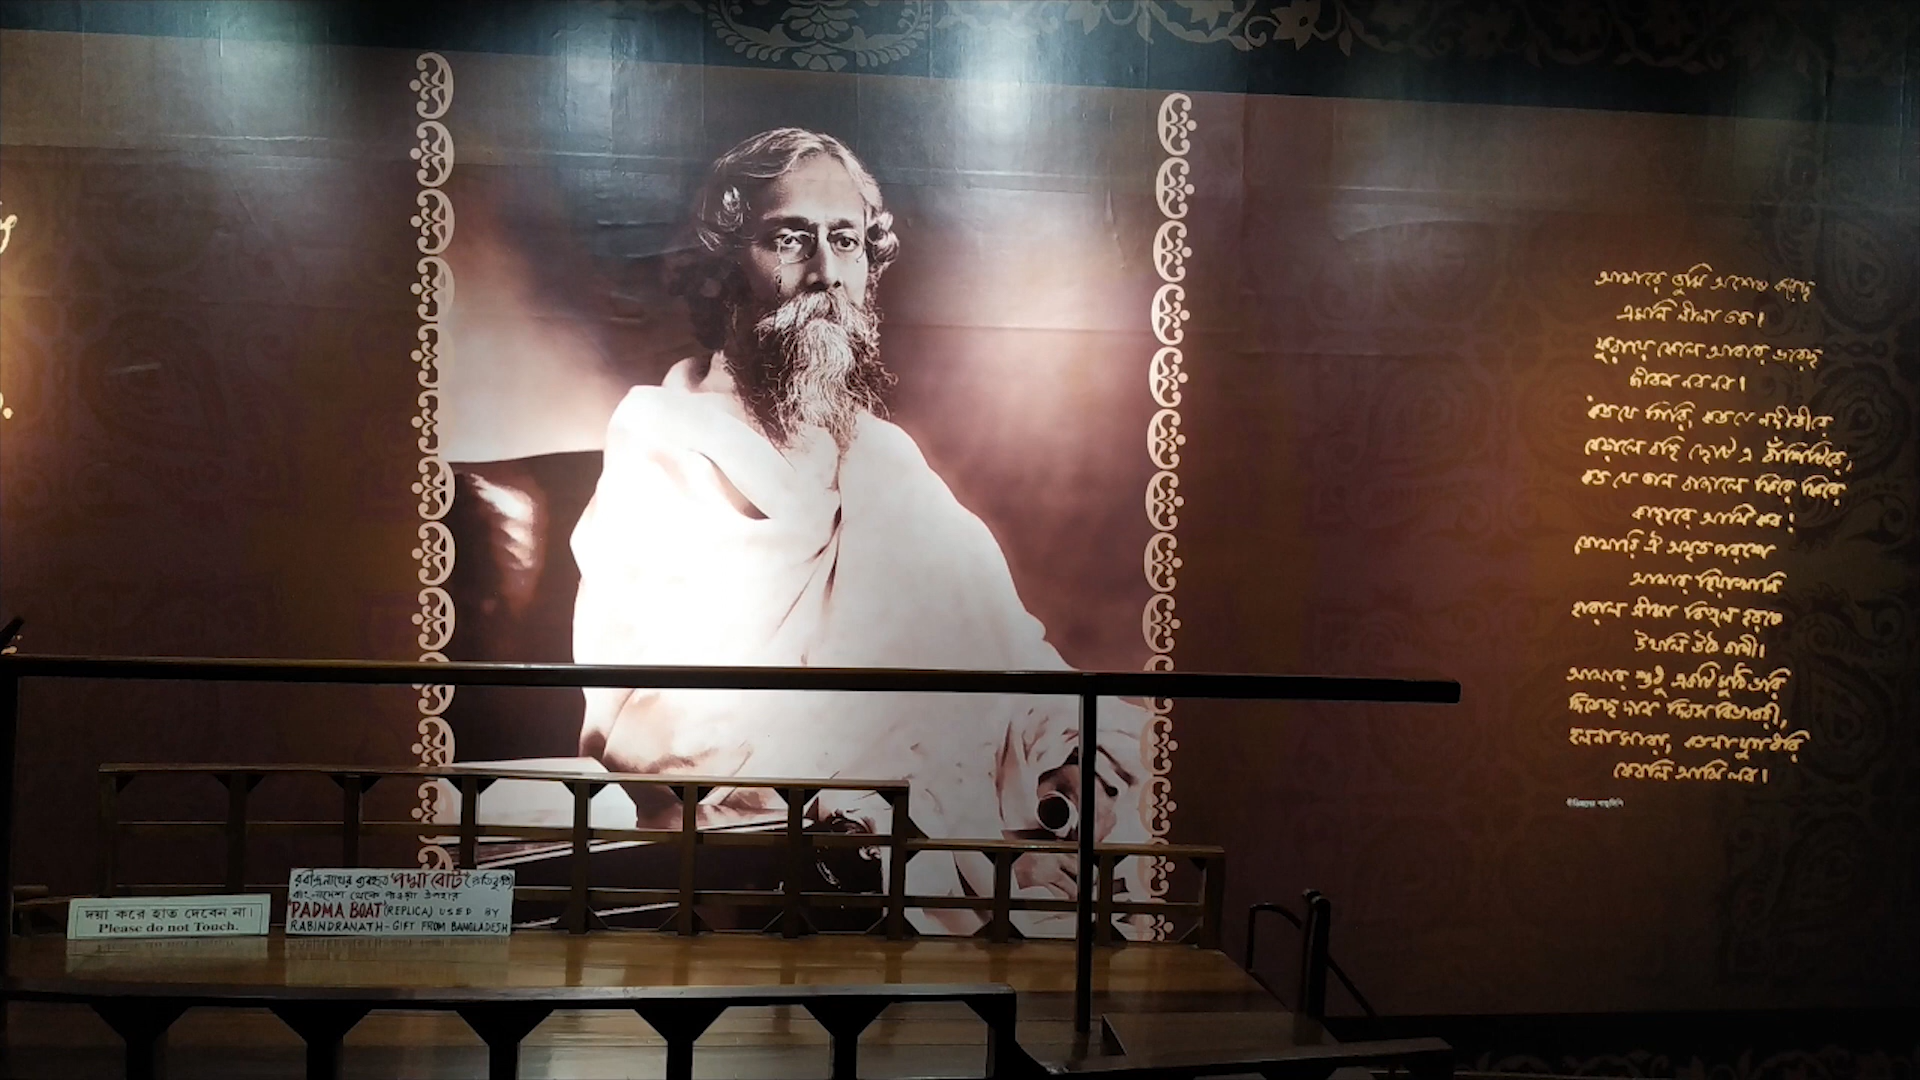 আমারে তুমি অশেষ করেছ
এমনি লীলা তব।
ফুরায়ে ফেলে আবার ভরেছ
জীবন নব নব।
কত যে গিরি, কত যে নদীতীরে
বেড়ালে বহি ছোট এ বাঁশিটিরে,
কত যে তান বাজালে ফিরে ফিরে
কাহারে আমি কব!
তোমারি ঐ অমৃত পরশে
আমার হিয়াখানি
হারাল সীমা বিপুল হরষে
উথলি উঠে বাণী।
আমার শুধু একটি মুঠি ভরি
দিতেছ দান দিবস বিভাবরী,
হল না সারা, কত না যুগ ধরি
কেবলি আমি লব।
দয়া করে হাত দেবেন না।
Please do not Touch.
রবীন্দ্রনাথের ব্যবহৃত "পদ্মা বোট" (প্রতিকৃতি)
বাংলাদেশ থেকে পাওয়া উপহার
"PADMA BOAT" (REPLICA) USED BY
RABINDRANATH - GIFT FROM BANGLADESH